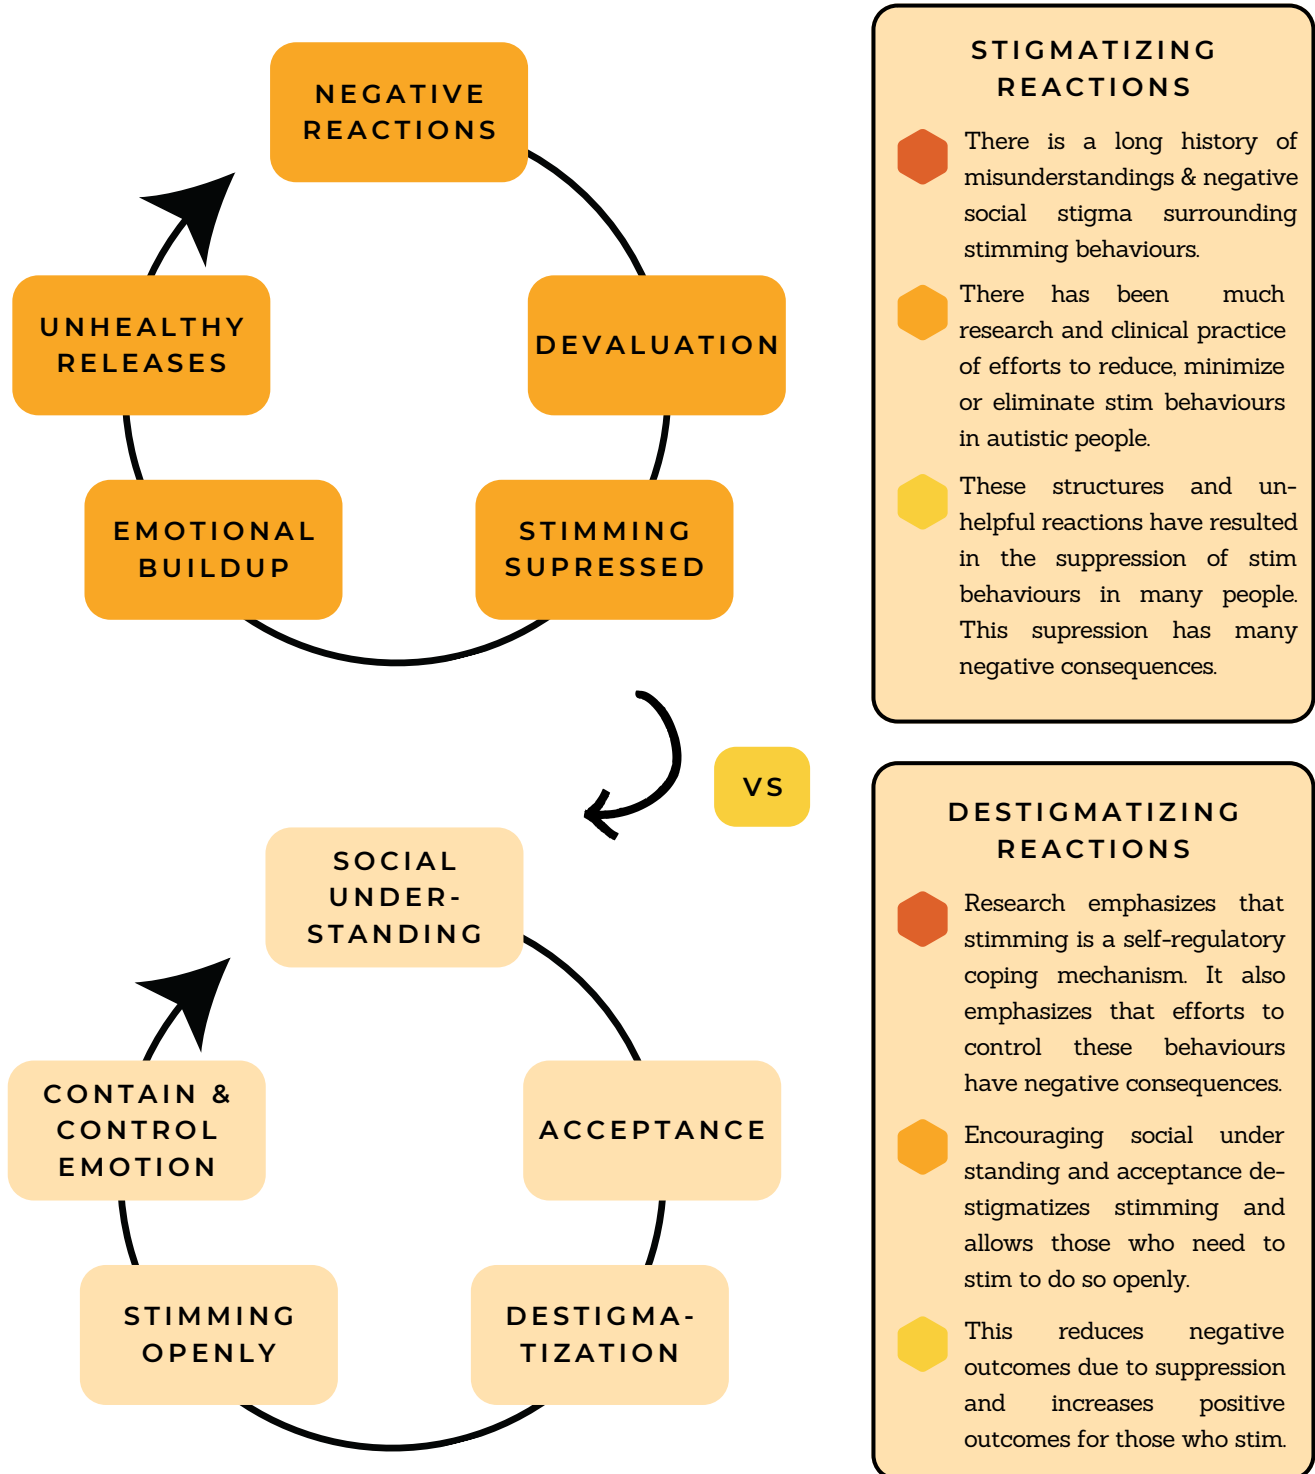 NEGATIVE
REACTIONS
DEVALUATION
STIMMING
SUPRESSED
EMOTIONAL
BUILDUP
UNHEALTHY
RELEASES
STIGMATIZING
REACTIONS
There is a long history of
misunderstandings & negative
social stigma surrounding
stimming behaviours.
There has been much
research and clinical practice
of efforts to reduce, minimize
or eliminate stim behaviours
in autistic people.
These structures and un-
helpful reactions have resulted
in the suppression of stim
behaviours in many people.
This supression has many
negative consequences.
VS
SOCIAL
UNDER-
STANDING
ACCEPTANCE
DESTIGMA-
TIZATION
STIMMING
OPENLY
CONTAIN &
CONTROL
EMOTION
DESTIGMATIZING
REACTIONS
Research emphasizes that
stimming is a self-regulatory
coping mechanism. It also
emphasizes that efforts to
control these behaviours
have negative consequences.
Encouraging social under
standing and acceptance de-
stigmatizes stimming and
allows those who need to
stim to do so openly.
This reduces negative
outcomes due to suppression
and increases positive
outcomes for those who stim.